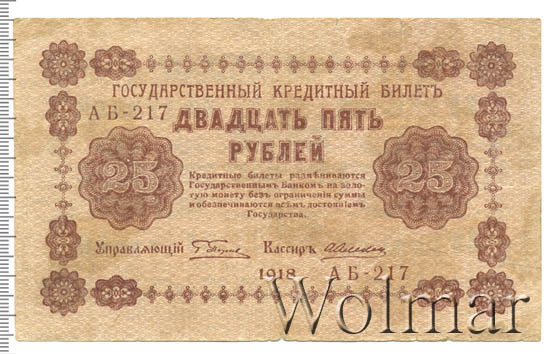 ГОСУДАРСТВЕННЫЙ КРЕДИТНЫЙ БИЛЕТЪ
АБ-217
ДВАДЦАТЬ ПЯТЬ
РУБЛЕЙ
25
25
Кредитные билеты размѣниваются
Государственнымъ Банкомъ на золо-
тую монету безъ ограниченія суммы
и обезпечиваются всѣмъ достояніемъ
Государства.
Управляющій
Кассиръ
1918
АБ-217
Wolmar